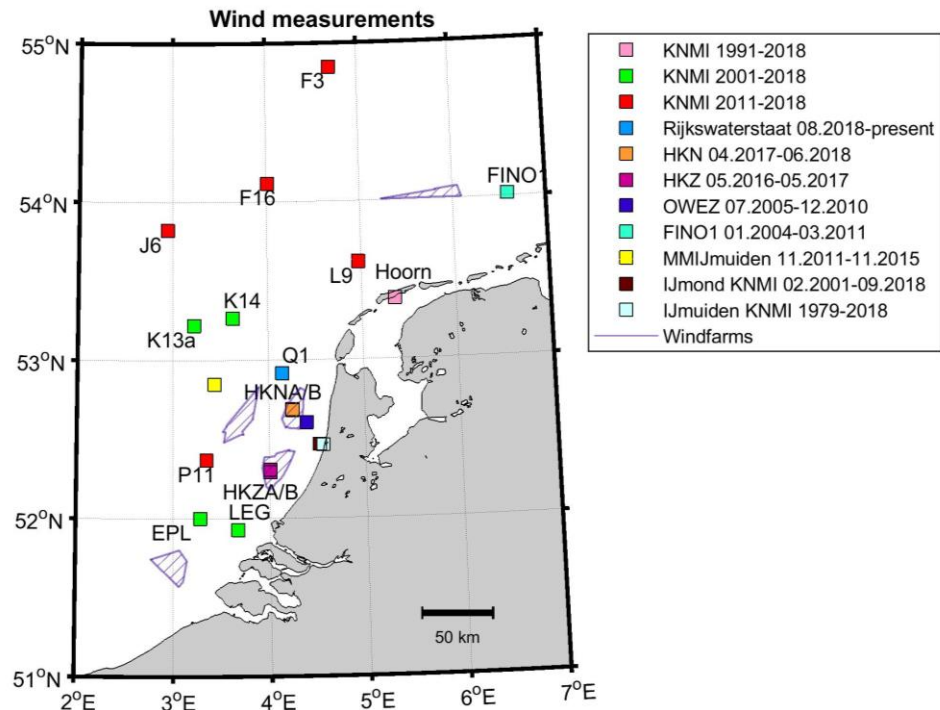 Wind measurements
55°N
F3
FINO1
F16
54°N
J6
L9
Hoorn
K14
K13a
53°N
Q1
HKNA/B
P11
HKZA/B
52°N
LEG
EPL
50 km
51°N
2°E
3°E
4°E
5°E
6°E
7°E
KNMI 1991-2018
KNMI 2001-2018
KNMI 2011-2018
Rijkswaterstaat 08.2018-present
HKN 04.2017-06.2018
HKZ 05.2016-05.2017
OWEZ 07.2005-12.2010
FINO1 01.2004-03.2011
MMIJmuiden 11.2011-11.2015
IJmond KNMI 02.2001-09.2018
IJmuiden KNMI 1979-2018
Windfarms